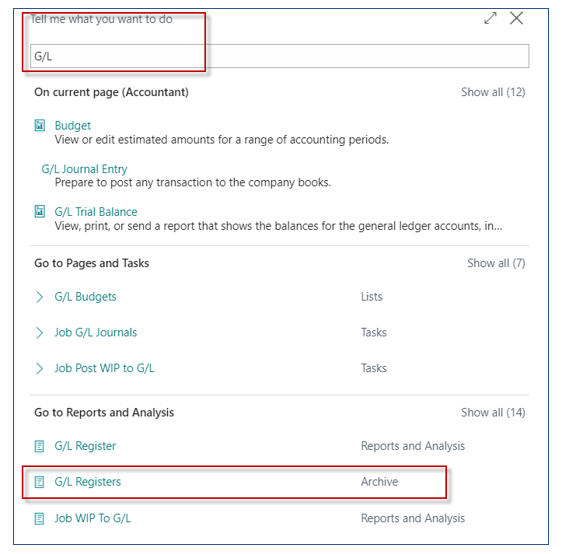 Tell me what you want to do
G/L
On current page (Accountant) Show all (12)
Budget
View or edit estimated amounts for a range of accounting periods.
G/L Journal Entry
Prepare to post any transaction to the company books.
G/L Trial Balance
View, print, or send a report that shows the balances for the general ledger accounts, in...
Go to Pages and Tasks Show all (7)
G/L Budgets Lists
Job G/L Journals Tasks
Job Post WIP to G/L Tasks
Go to Reports and Analysis Show all (14)
G/L Register Reports and Analysis
G/L Registers Archive
Job WIP To G/L Reports and Analysis